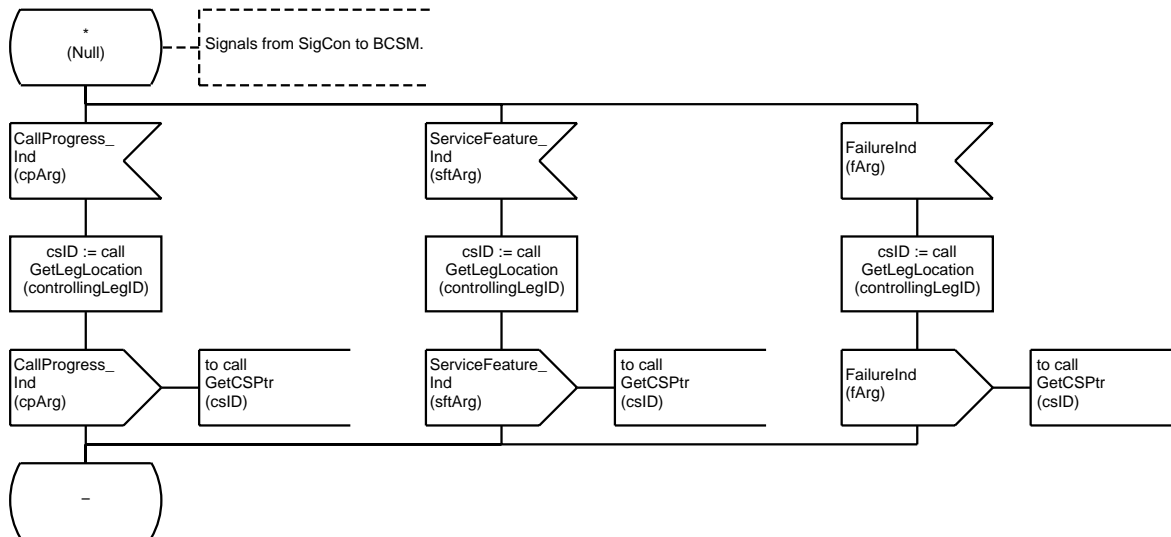 *
(Null)
Signals from SigCon to BCSM.
CallProgress_
Ind
(cpArg)
ServiceFeature_
Ind
(sftArg)
FailureInd
(fArg)
csID := call
GetLegLocation
(controllingLegID)
csID := call
GetLegLocation
(controllingLegID)
csID := call
GetLegLocation
(controllingLegID)
CallProgress_
Ind
(cpArg)
to call
GetCSPtr
(csID)
ServiceFeature_
Ind
(sftArg)
to call
GetCSPtr
(csID)
FailureInd
(fArg)
to call
GetCSPtr
(csID)
–